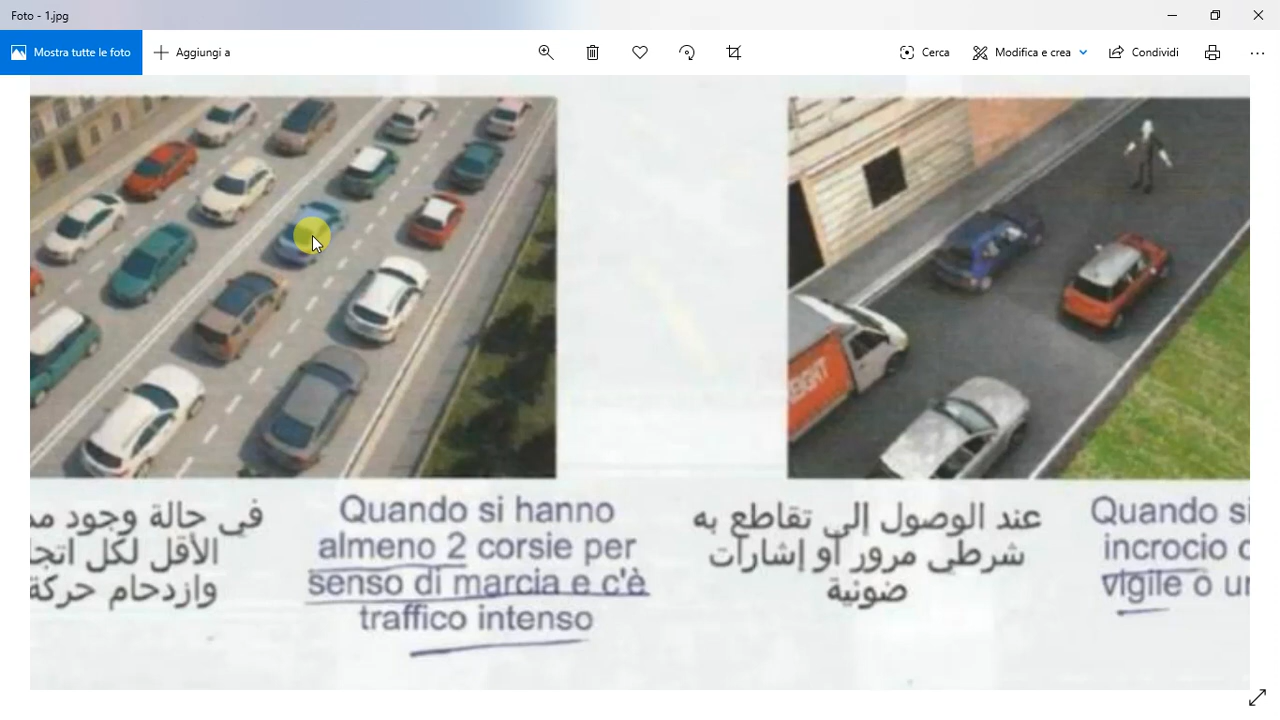 Foto - 1.jpg
Mostra tutte le foto
Aggiungi a
Cerca
Modifica e crea
Condividi
في حالة وجود
الأقل لكل
وازدحام حركة
Quando si hanno
almeno 2 corsie per
senso di marcia e c'è
traffico intenso
عند الوصول إلى تقاطع به
شرطي مرور أو إشارات
ضوئية
Quando si
incrocio
vigile o